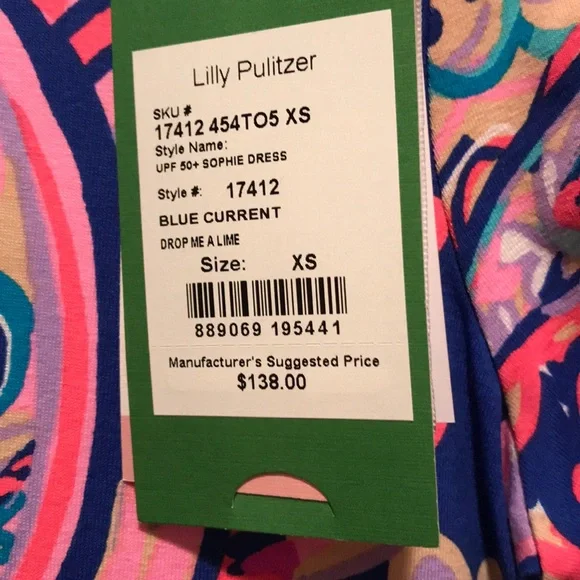 Lilly Pulitzer
SKU #
17412 454TO5 XS
Style Name:
UPF 50+ SOPHIE DRESS
Style #: 17412
BLUE CURRENT
DROP ME A LIME
Size: XS
889069 195441
Manufacturer's Suggested Price
$138.00